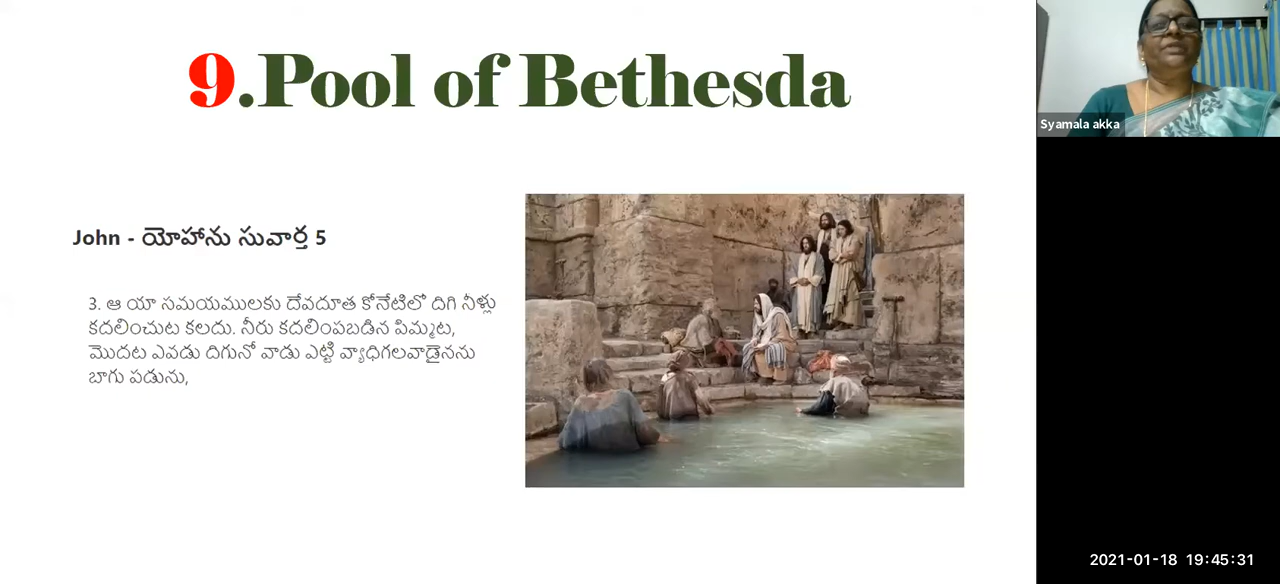 9.Pool of Bethesda
John - యోహాను సువార్త 5
3. ఆ యా సమయములకు దేవదూత కోనేటిలో దిగి నీళ్లు
కదలించుట కలదు. నీరు కదలింపబడిన పిమ్మట,
మొదట ఎవడు దిగునో వాడు ఎట్టి వ్యాధిగలవాడైనను
బాగు పడును,
Syamala akka
2021-01-18 19:45:31